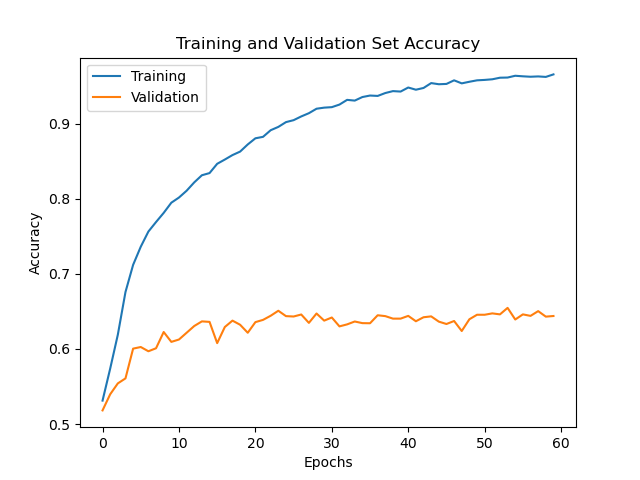 Training and Validation Set Accuracy
Training
Validation
Accuracy
0.9
0.8
0.7
0.6
0.5
0 10 20 30 40 50 60
Epochs